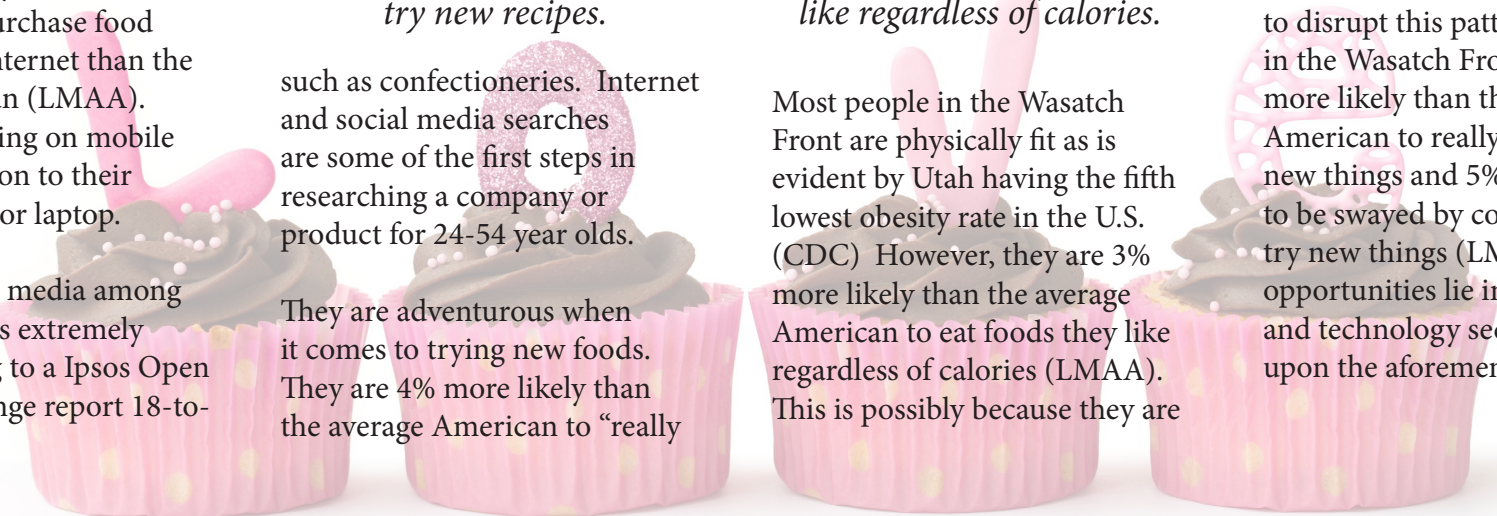 urchase food
nternet than the
n (LMAA).
ing on mobile
on to their
or laptop.
media among
s extremely
to a Ipsos Open
nge report 18-to-
try new recipes.
such as confectioneries.  Internet
and social media searches
are some of the first steps in
researching a company or
product for 24-54 year olds.
They are adventurous when
it comes to trying new foods.
They are 4% more likely than
the average American to “really
like regardless of calories.
Most people in the Wasatch
Front are physically fit as is
evident by Utah having the fifth
lowest obesity rate in the U.S.
(CDC)  However, they are 3%
more likely than the average
American to eat foods they like
regardless of calories (LMAA).
This is possibly because they are
to disrupt this patt
in the Wasatch Fro
more likely than th
American to really
new things and 5%
to be swayed by co
try new things (LM
opportunities lie in
and technology sec
upon the aforemen
L
O
V
e